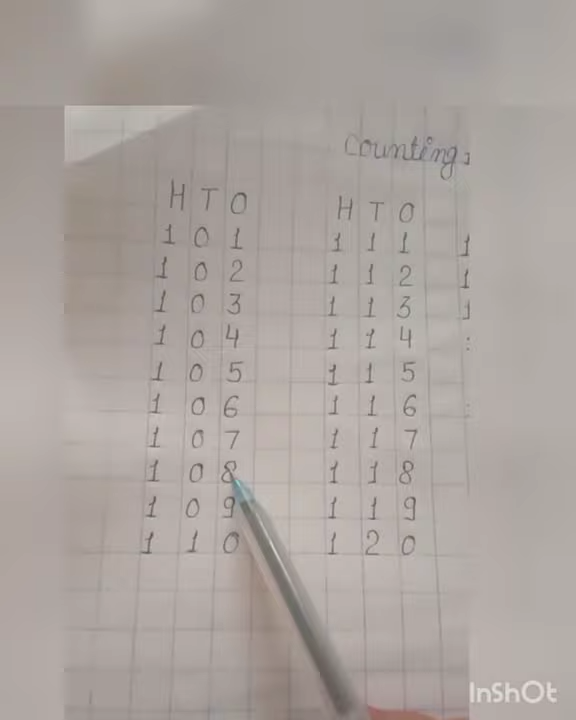 Counting:
H T O H T O
1 0 1 1 1 1 1
1 0 2 1 1 2 1
1 0 3 1 1 3 1
1 0 4 1 1 4 :
1 0 5 1 1 5
1 0 6 1 1 6 :
1 0 7 1 1 7
1 0 8 1 1 8
1 0 9 1 1 9
1 1 0 1 2 0
InShOt